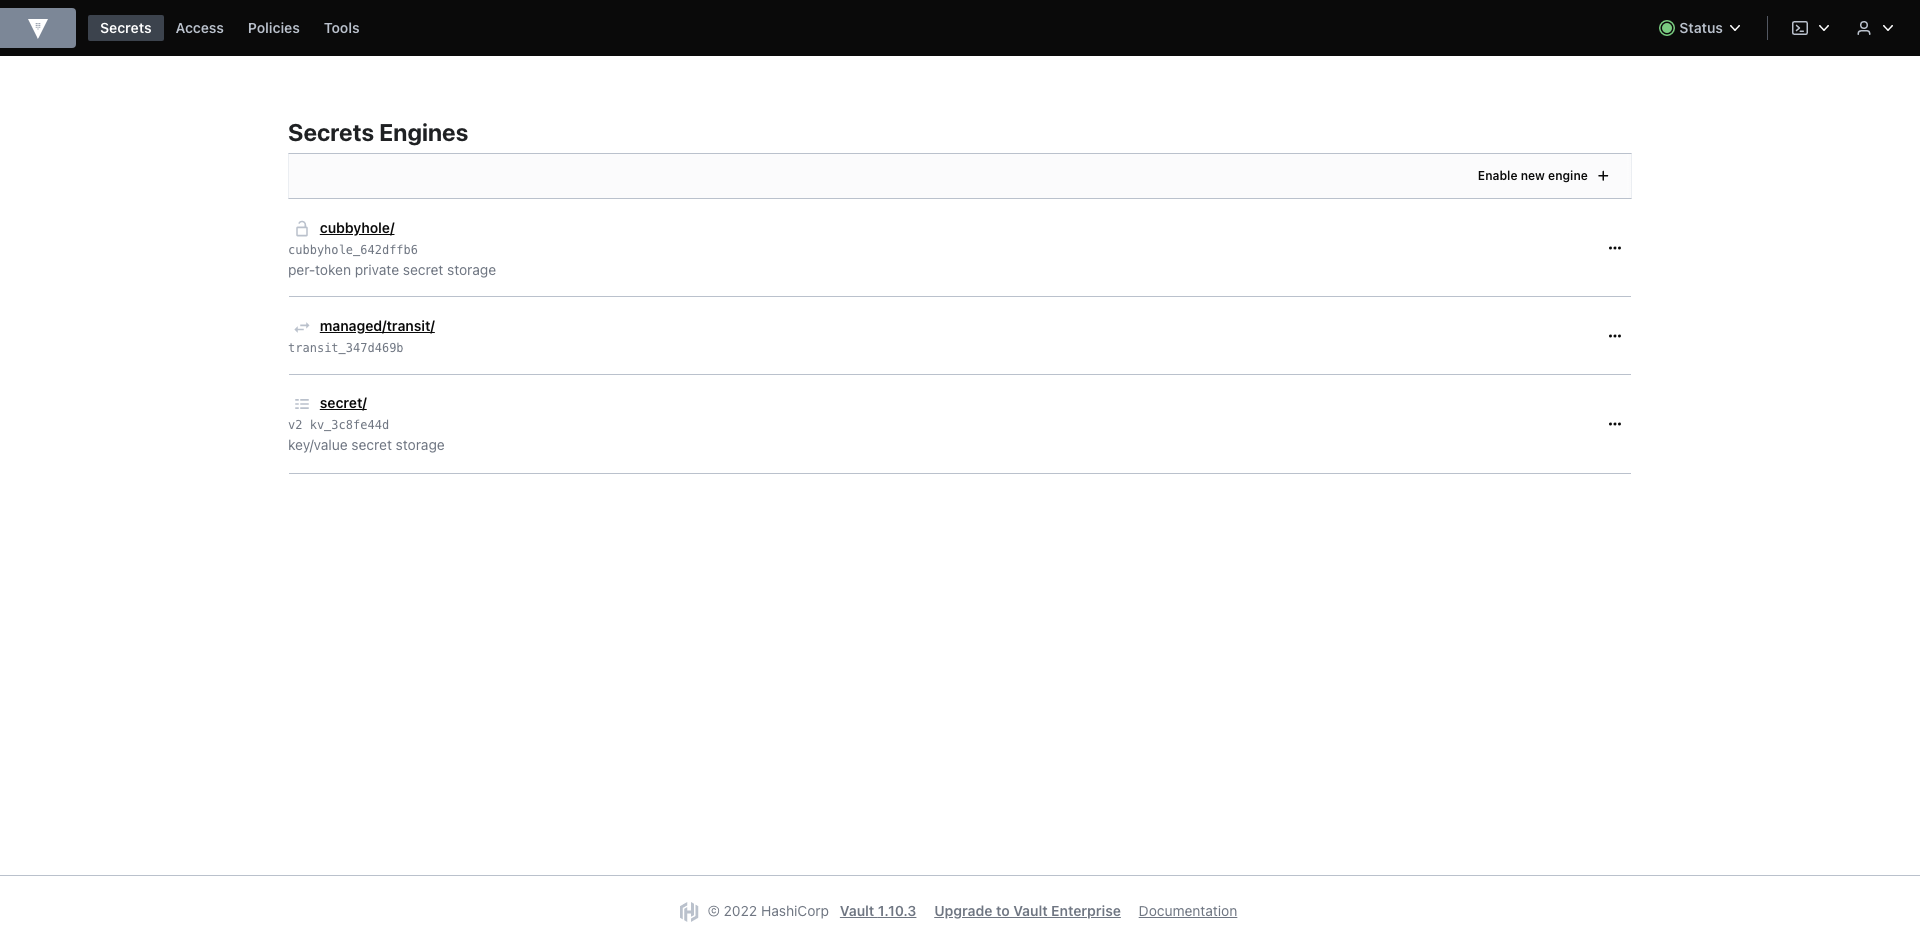 Secrets Access Policies Tools Status
Secrets Engines
Enable new engine
cubbyhole/
cubbyhole_642dffb6
per-token private secret storage
managed/transit/
transit_347d469b
secret/
v2 kv_3c8fe44d
key/value secret storage
© 2022 HashiCorp Vault 1.10.3 Upgrade to Vault Enterprise Documentation